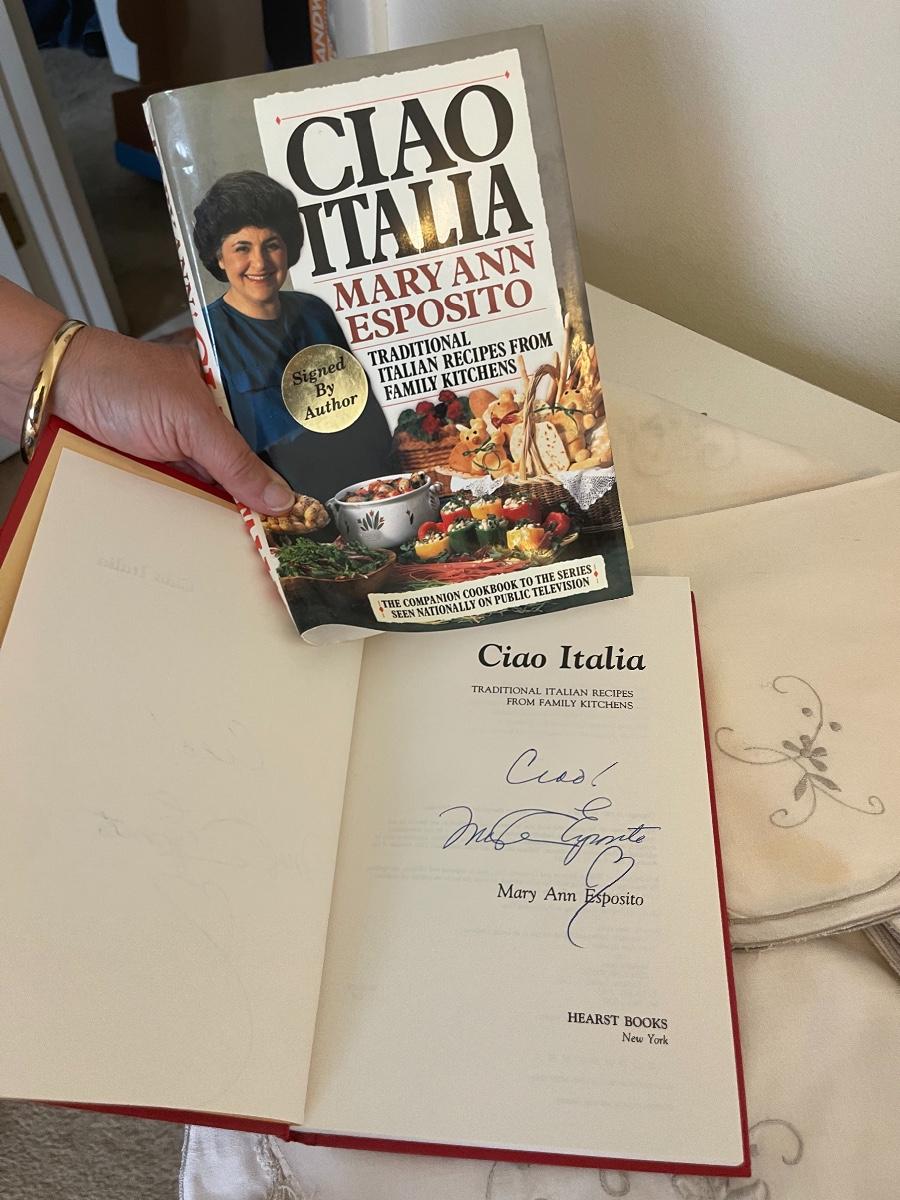 CIAO
ITALIA
MARY ANN
ESPOSITO
TRADITIONAL
ITALIAN RECIPES FROM
FAMILY KITCHENS
Signed
By
Author
THE COMPANION COOKBOOK TO THE SERIES
SEEN NATIONALLY ON PUBLIC TELEVISION
Ciao Italia
TRADITIONAL ITALIAN RECIPES
FROM FAMILY KITCHENS
Ciao!
Esposito
Mary Ann Esposito
HEARST BOOKS
New York